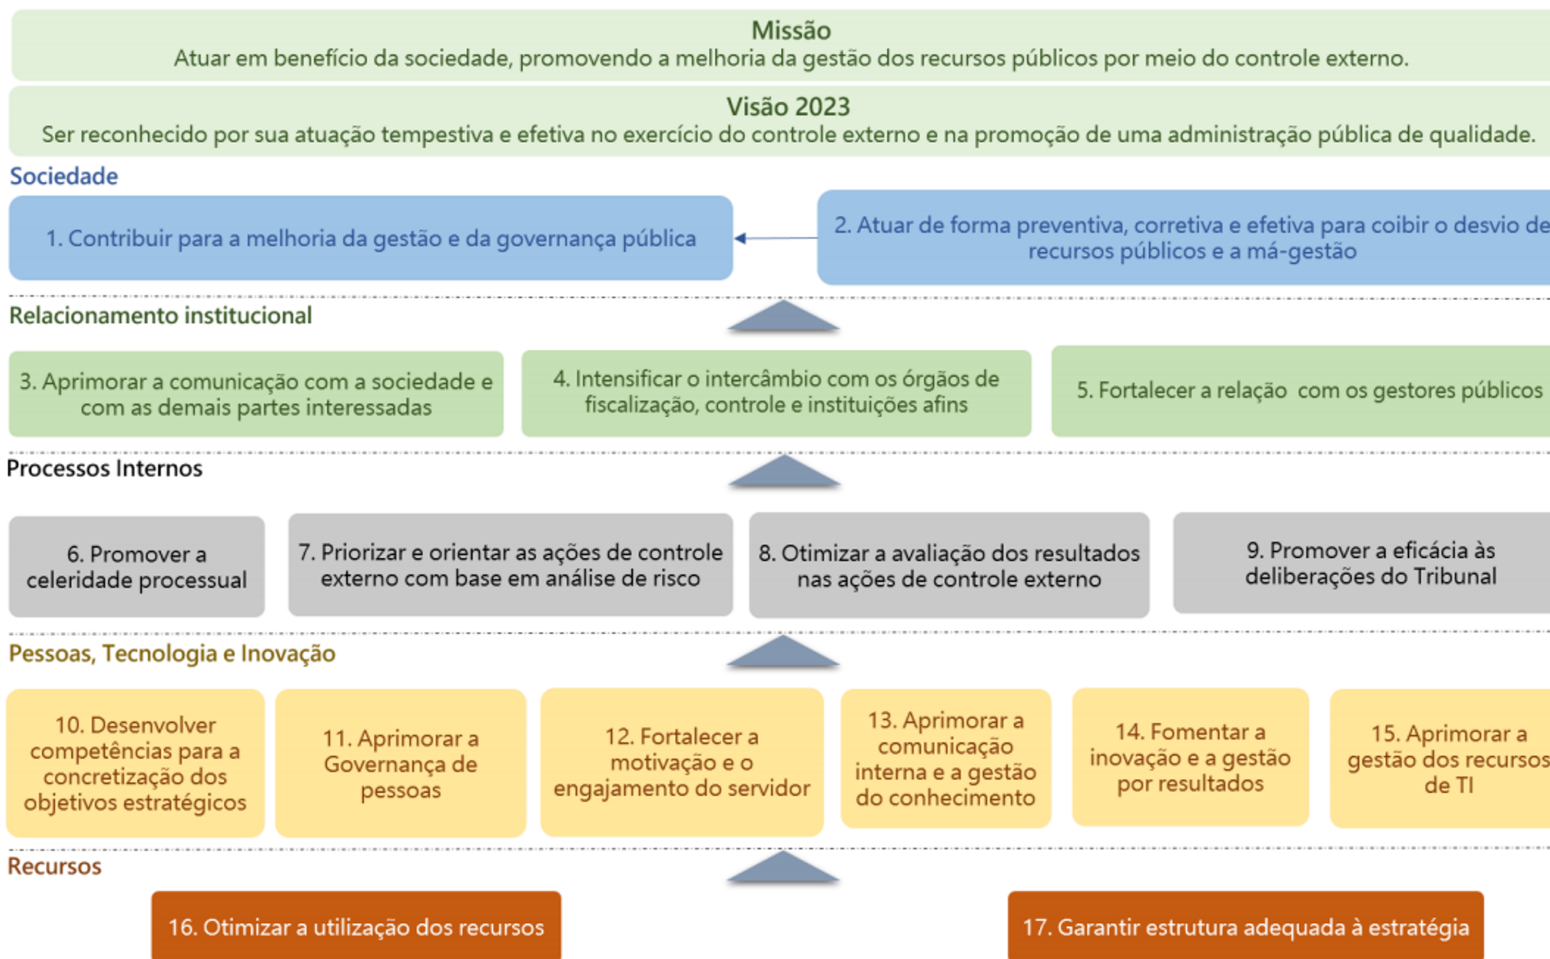 Missão
Atuar em benefício da sociedade, promovendo a melhoria da gestão dos recursos públicos por meio do controle externo.
Visão 2023
Ser reconhecido por sua atuação tempestiva e efetiva no exercício do controle externo e na promoção de uma administração pública de qualidade.
Sociedade
1. Contribuir para a melhoria da gestão e da governança pública
2. Atuar de forma preventiva, corretiva e efetiva para coibir o desvio de
recursos públicos e a má-gestão
Relacionamento institucional
3. Aprimorar a comunicação com a sociedade e
com as demais partes interessadas
4. Intensificar o intercâmbio com os órgãos de
fiscalização, controle e instituições afins
5. Fortalecer a relação com os gestores públicos
Processos Internos
6. Promover a
celeridade processual
7. Priorizar e orientar as ações de controle
externo com base em análise de risco
8. Otimizar a avaliação dos resultados
nas ações de controle externo
9. Promover a eficácia às
deliberações do Tribunal
Pessoas, Tecnologia e Inovação
10. Desenvolver
competências para a
concretização dos
objetivos estratégicos
11. Aprimorar a
Governança de
pessoas
12. Fortalecer a
motivação e o
engajamento do servidor
13. Aprimorar a
comunicação
interna e a gestão
do conhecimento
14. Fomentar a
inovação e a gestão
por resultados
15. Aprimorar a
gestão dos recursos
de TI
Recursos
16. Otimizar a utilização dos recursos
17. Garantir estrutura adequada à estratégia